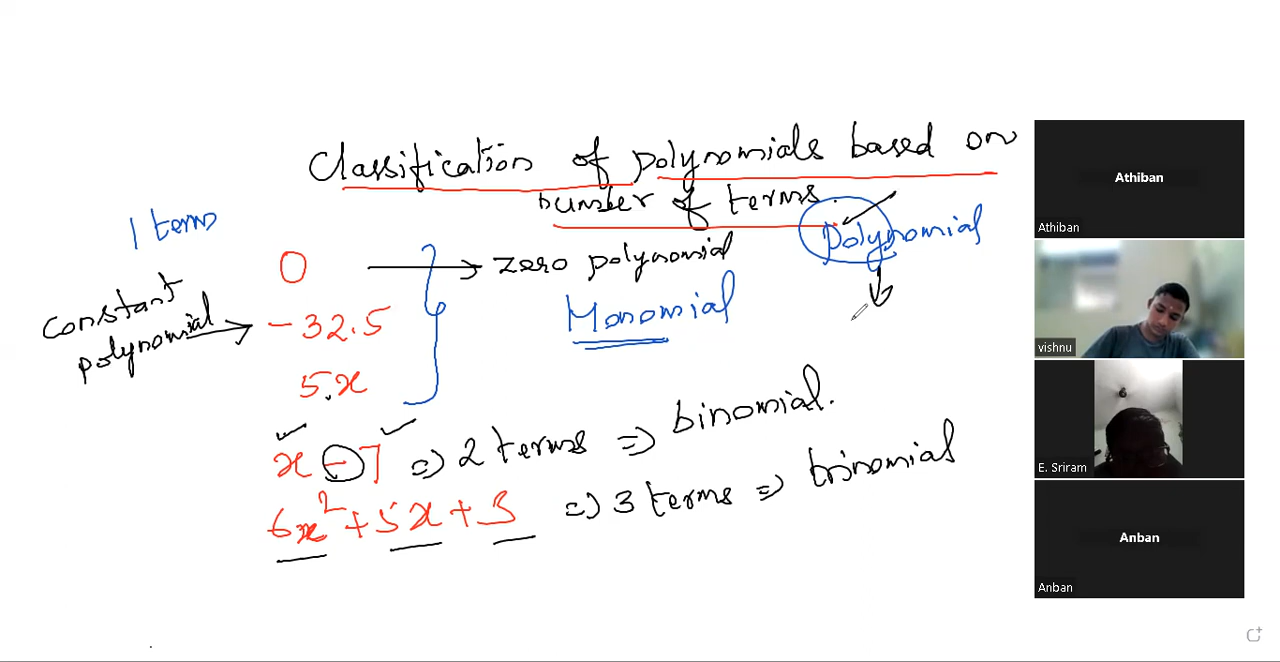 Classification of polynomials based on
number of terms.
1 term
polynomial
0 → zero polynomial
constant
polynomial → -32.5
Monomial
5x
x - 7 ⇒ 2 terms ⇒ binomial.
6x² + 5x + 3 ⇒ 3 terms ⇒ trinomial
Athiban
Athiban
vishnu
E. Sriram
Anban
Anban